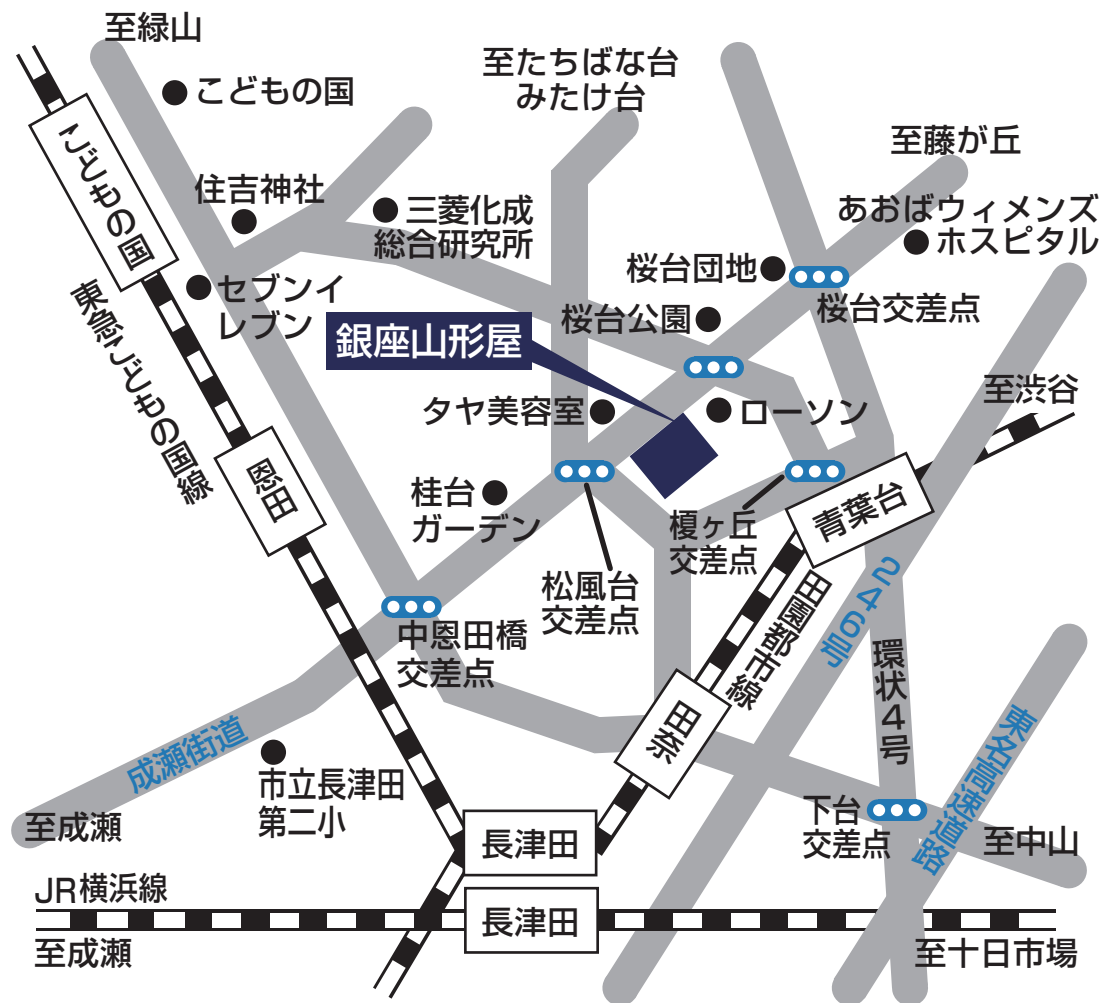 至緑山
こどもの国
至たちばな台
みたけ台
至藤が丘
こどもの国
住吉神社
三菱化成
総合研究所
あおばウィメンズ
ホスピタル
桜台団地
セブンイ
レブン
桜台公園
桜台交差点
東急こどもの国線
銀座山形屋
至渋谷
タヤ美容室
ローソン
恩田
桂台
ガーデン
榎ヶ丘
交差点
青葉台
松風台
交差点
246号
中恩田橋
交差点
田園都市線
環状4号
田奈
成瀬街道
東名高速道路
市立長津田
第二小
至成瀬
長津田
下台
交差点
至中山
JR横浜線
長津田
至成瀬
至十日市場